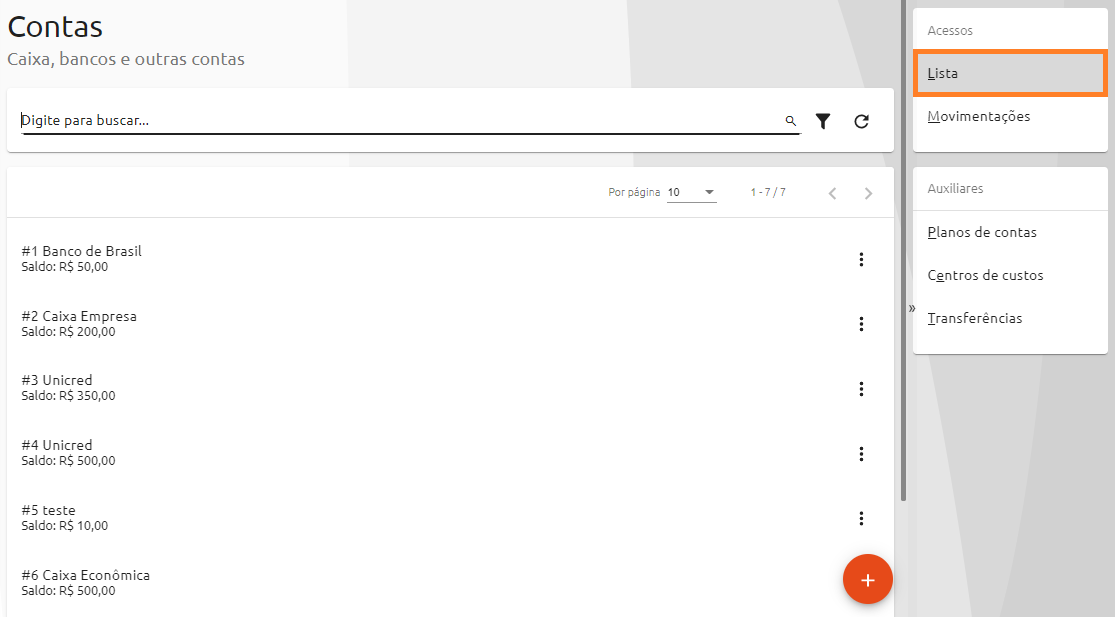 Contas
Caixa, bancos e outras contas
Digite para buscar...
Por página 10 1 - 7 / 7
#1 Banco de Brasil
Saldo: R$ 50,00
#2 Caixa Empresa
Saldo: R$ 200,00
#3 Unicred
Saldo: R$ 350,00
#4 Unicred
Saldo: R$ 500,00
#5 teste
Saldo: R$ 10,00
#6 Caixa Econômica
Saldo: R$ 500,00
+
»
Acessos
Lista
Movimentações
Auxiliares
Planos de contas
Centros de custos
Transferências